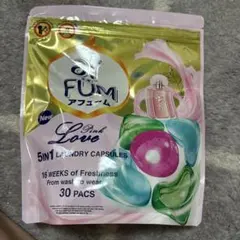 FUM
アフューム
New
Pink
Love
5IN1 LAUNDRY CAPSULES
16 WEEKS of Freshness
From wash to wear
30 PACS